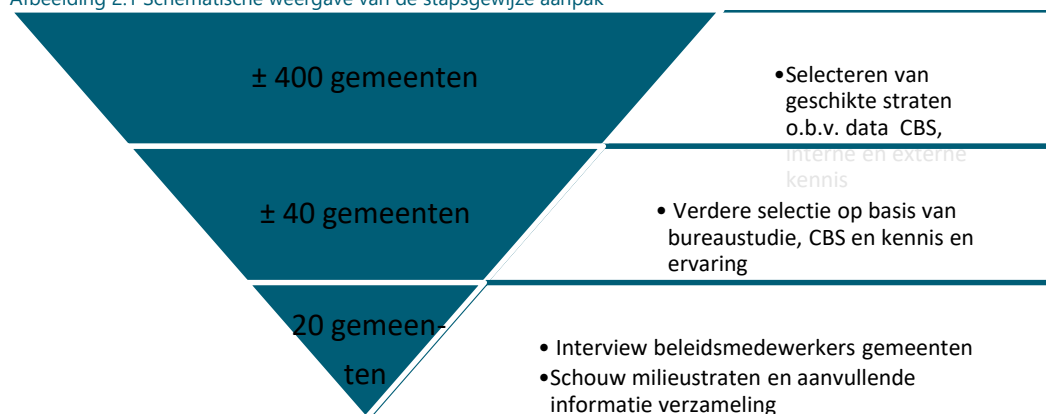 Afbeelding 2.1 Schematische weergave van de stapsgewijze aanpak
± 400 gemeenten
•Selecteren van
geschikte straten
o.b.v. data CBS,
interne en externe
kennis
± 40 gemeenten
• Verdere selectie op basis van
bureaustudie, CBS en kennis en
ervaring
20 gemeen-
ten
• Interview beleidsmedewerkers gemeenten
•Schouw milieustraten en aanvullende
informatie verzameling